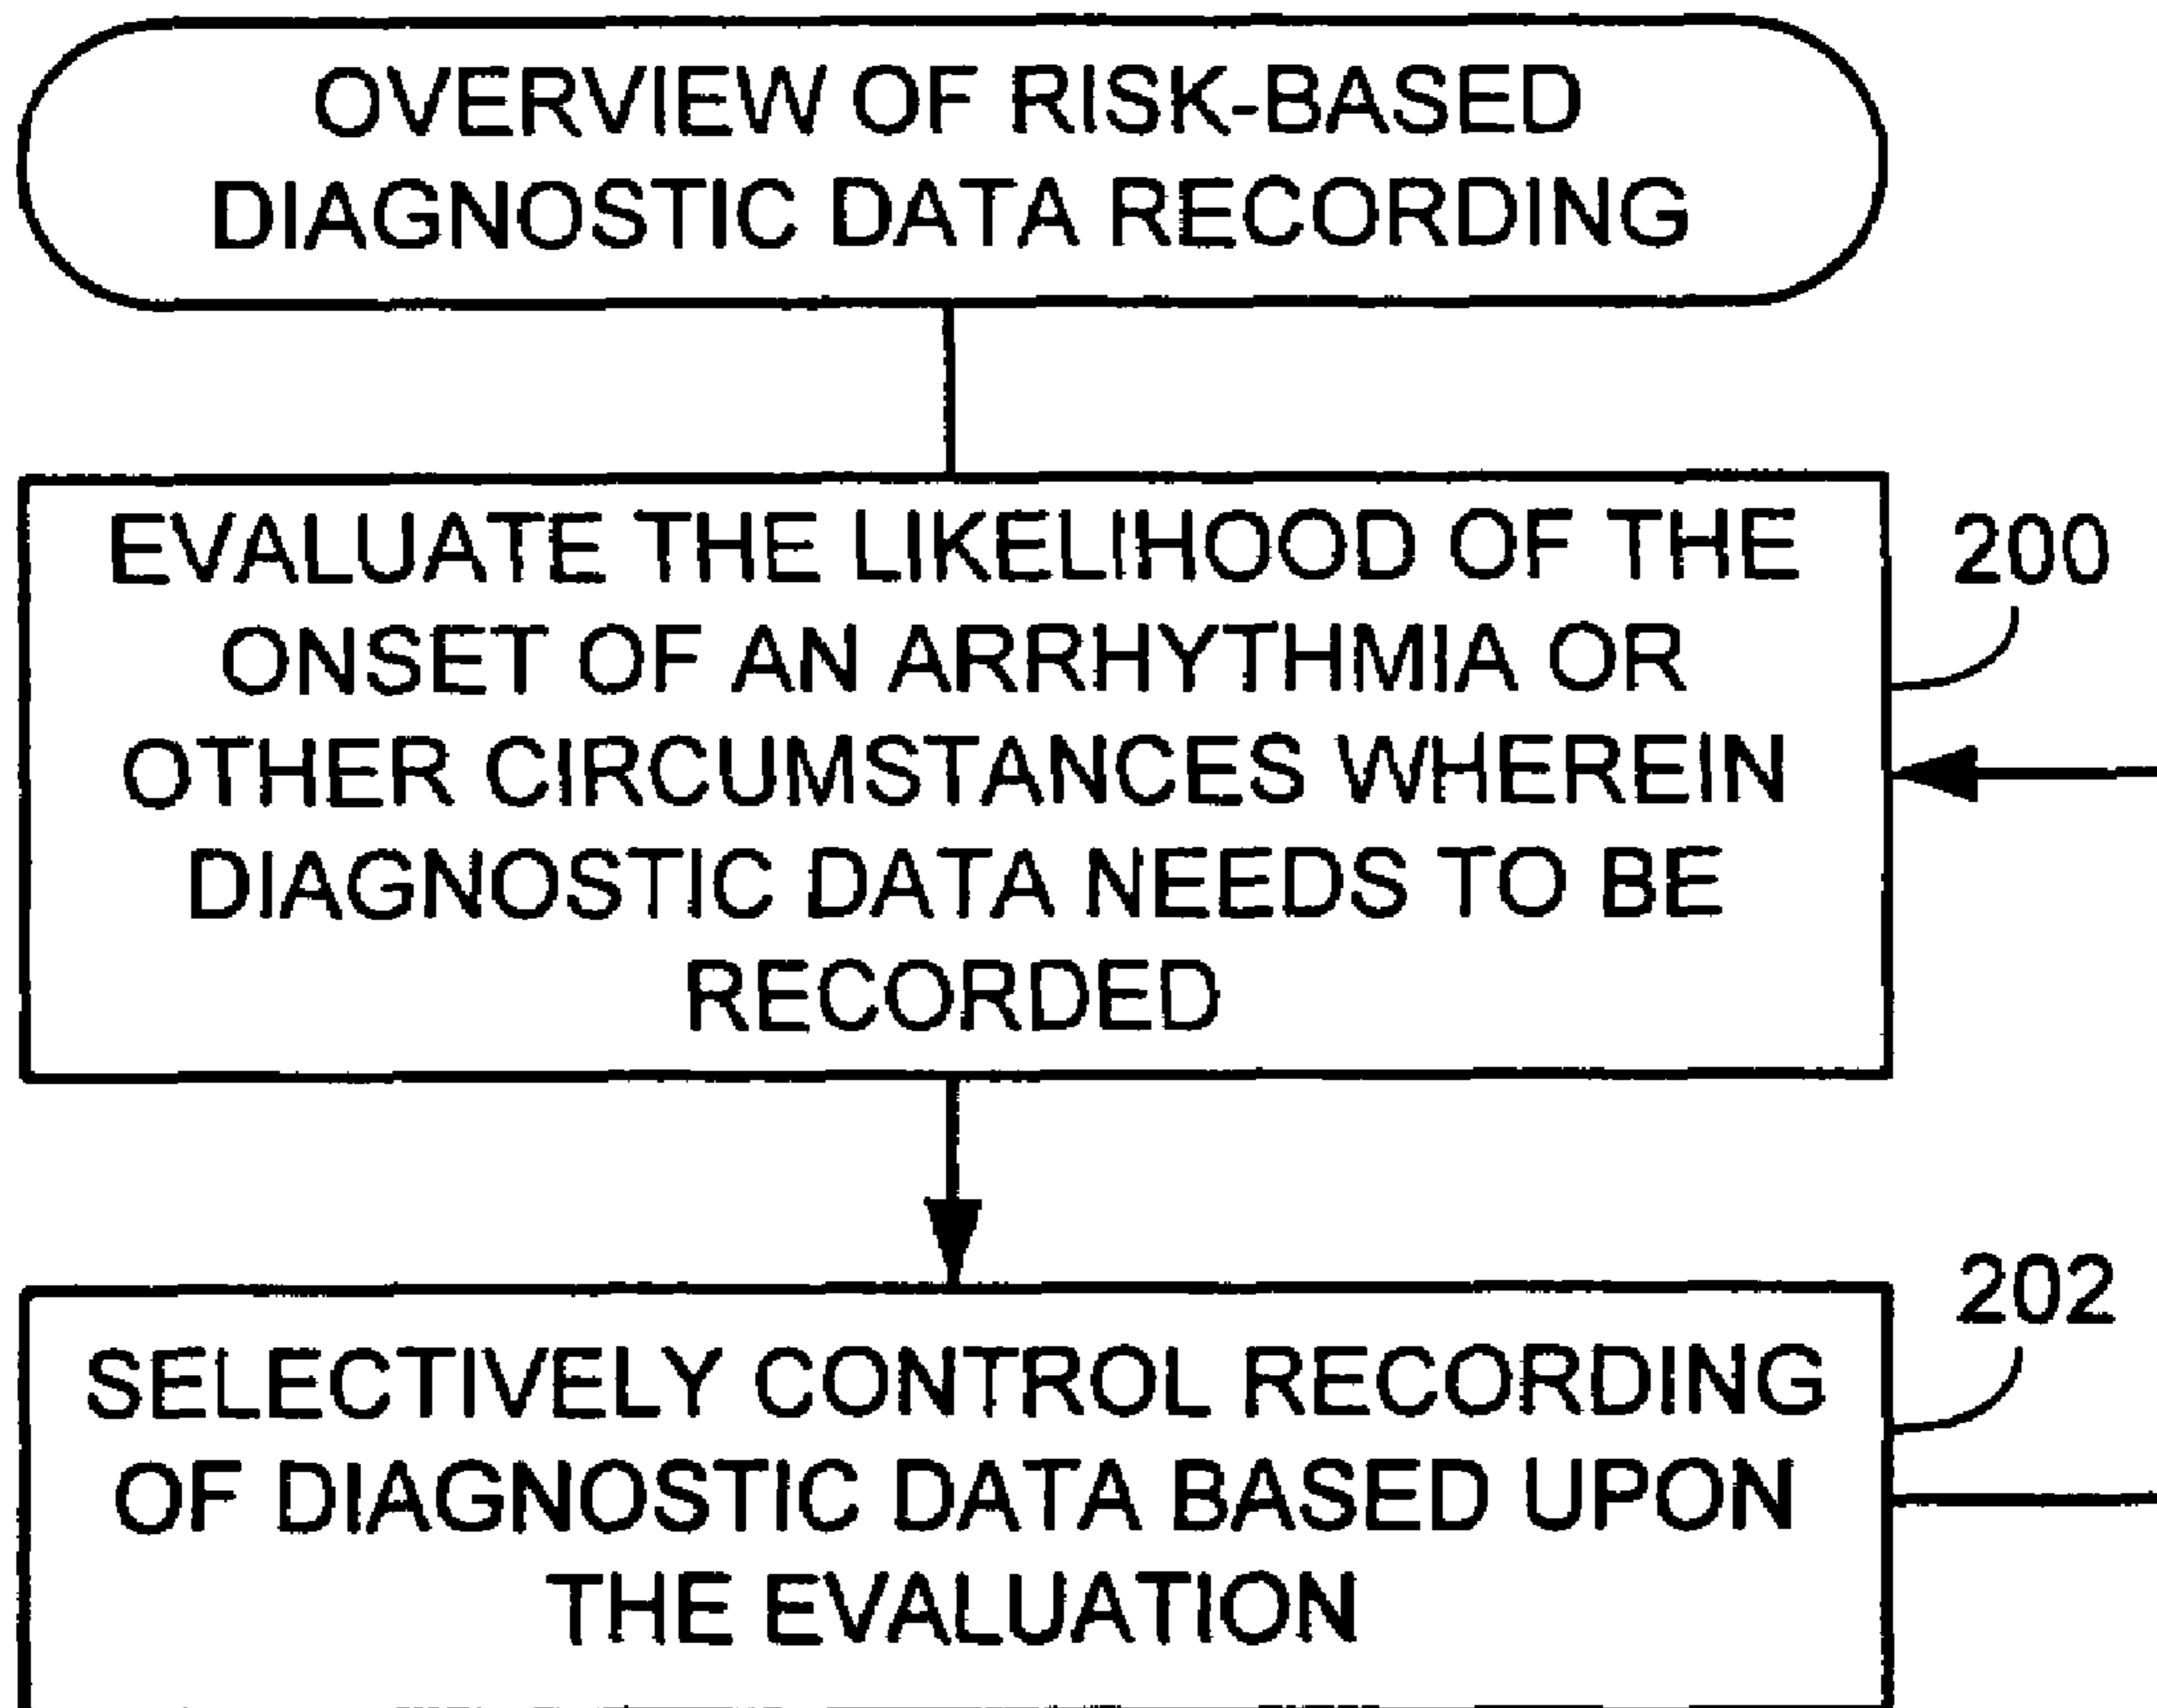 OVERVIEW OF RISK-BASED
DIAGNOSTIC DATA RECORDING
EVALUATE THE LIKELIHOOD OF THE
ONSET OF AN ARRHYTHMIA OR
OTHER CIRCUMSTANCES WHEREIN
DIAGNOSTIC DATA NEEDS TO BE
RECORDED
200
SELECTIVELY CONTROL RECORDING
OF DIAGNOSTIC DATA BASED UPON
THE EVALUATION
202